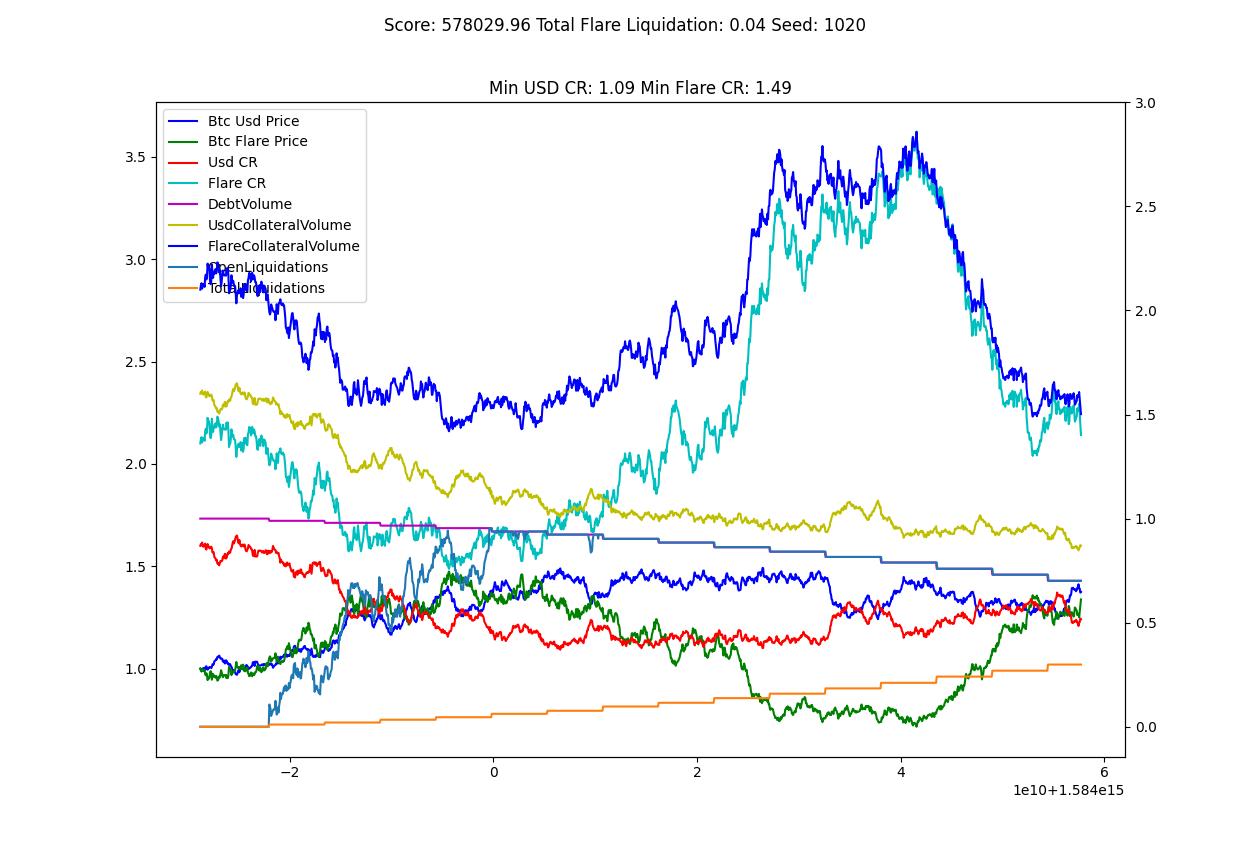 Score: 578029.96 Total Flare Liquidation: 0.04 Seed: 1020
Min USD CR: 1.09 Min Flare CR: 1.49
Btc Usd Price
Btc Flare Price
Usd CR
Flare CR
DebtVolume
UsdCollateralVolume
FlareCollateralVolume
OpenLiquidations
TotalLiquidations
3.5
3.0
2.5
2.0
1.5
1.0
3.0
2.5
2.0
1.5
1.0
0.5
0.0
−2
0
2
4
6
1e10+1.584e15